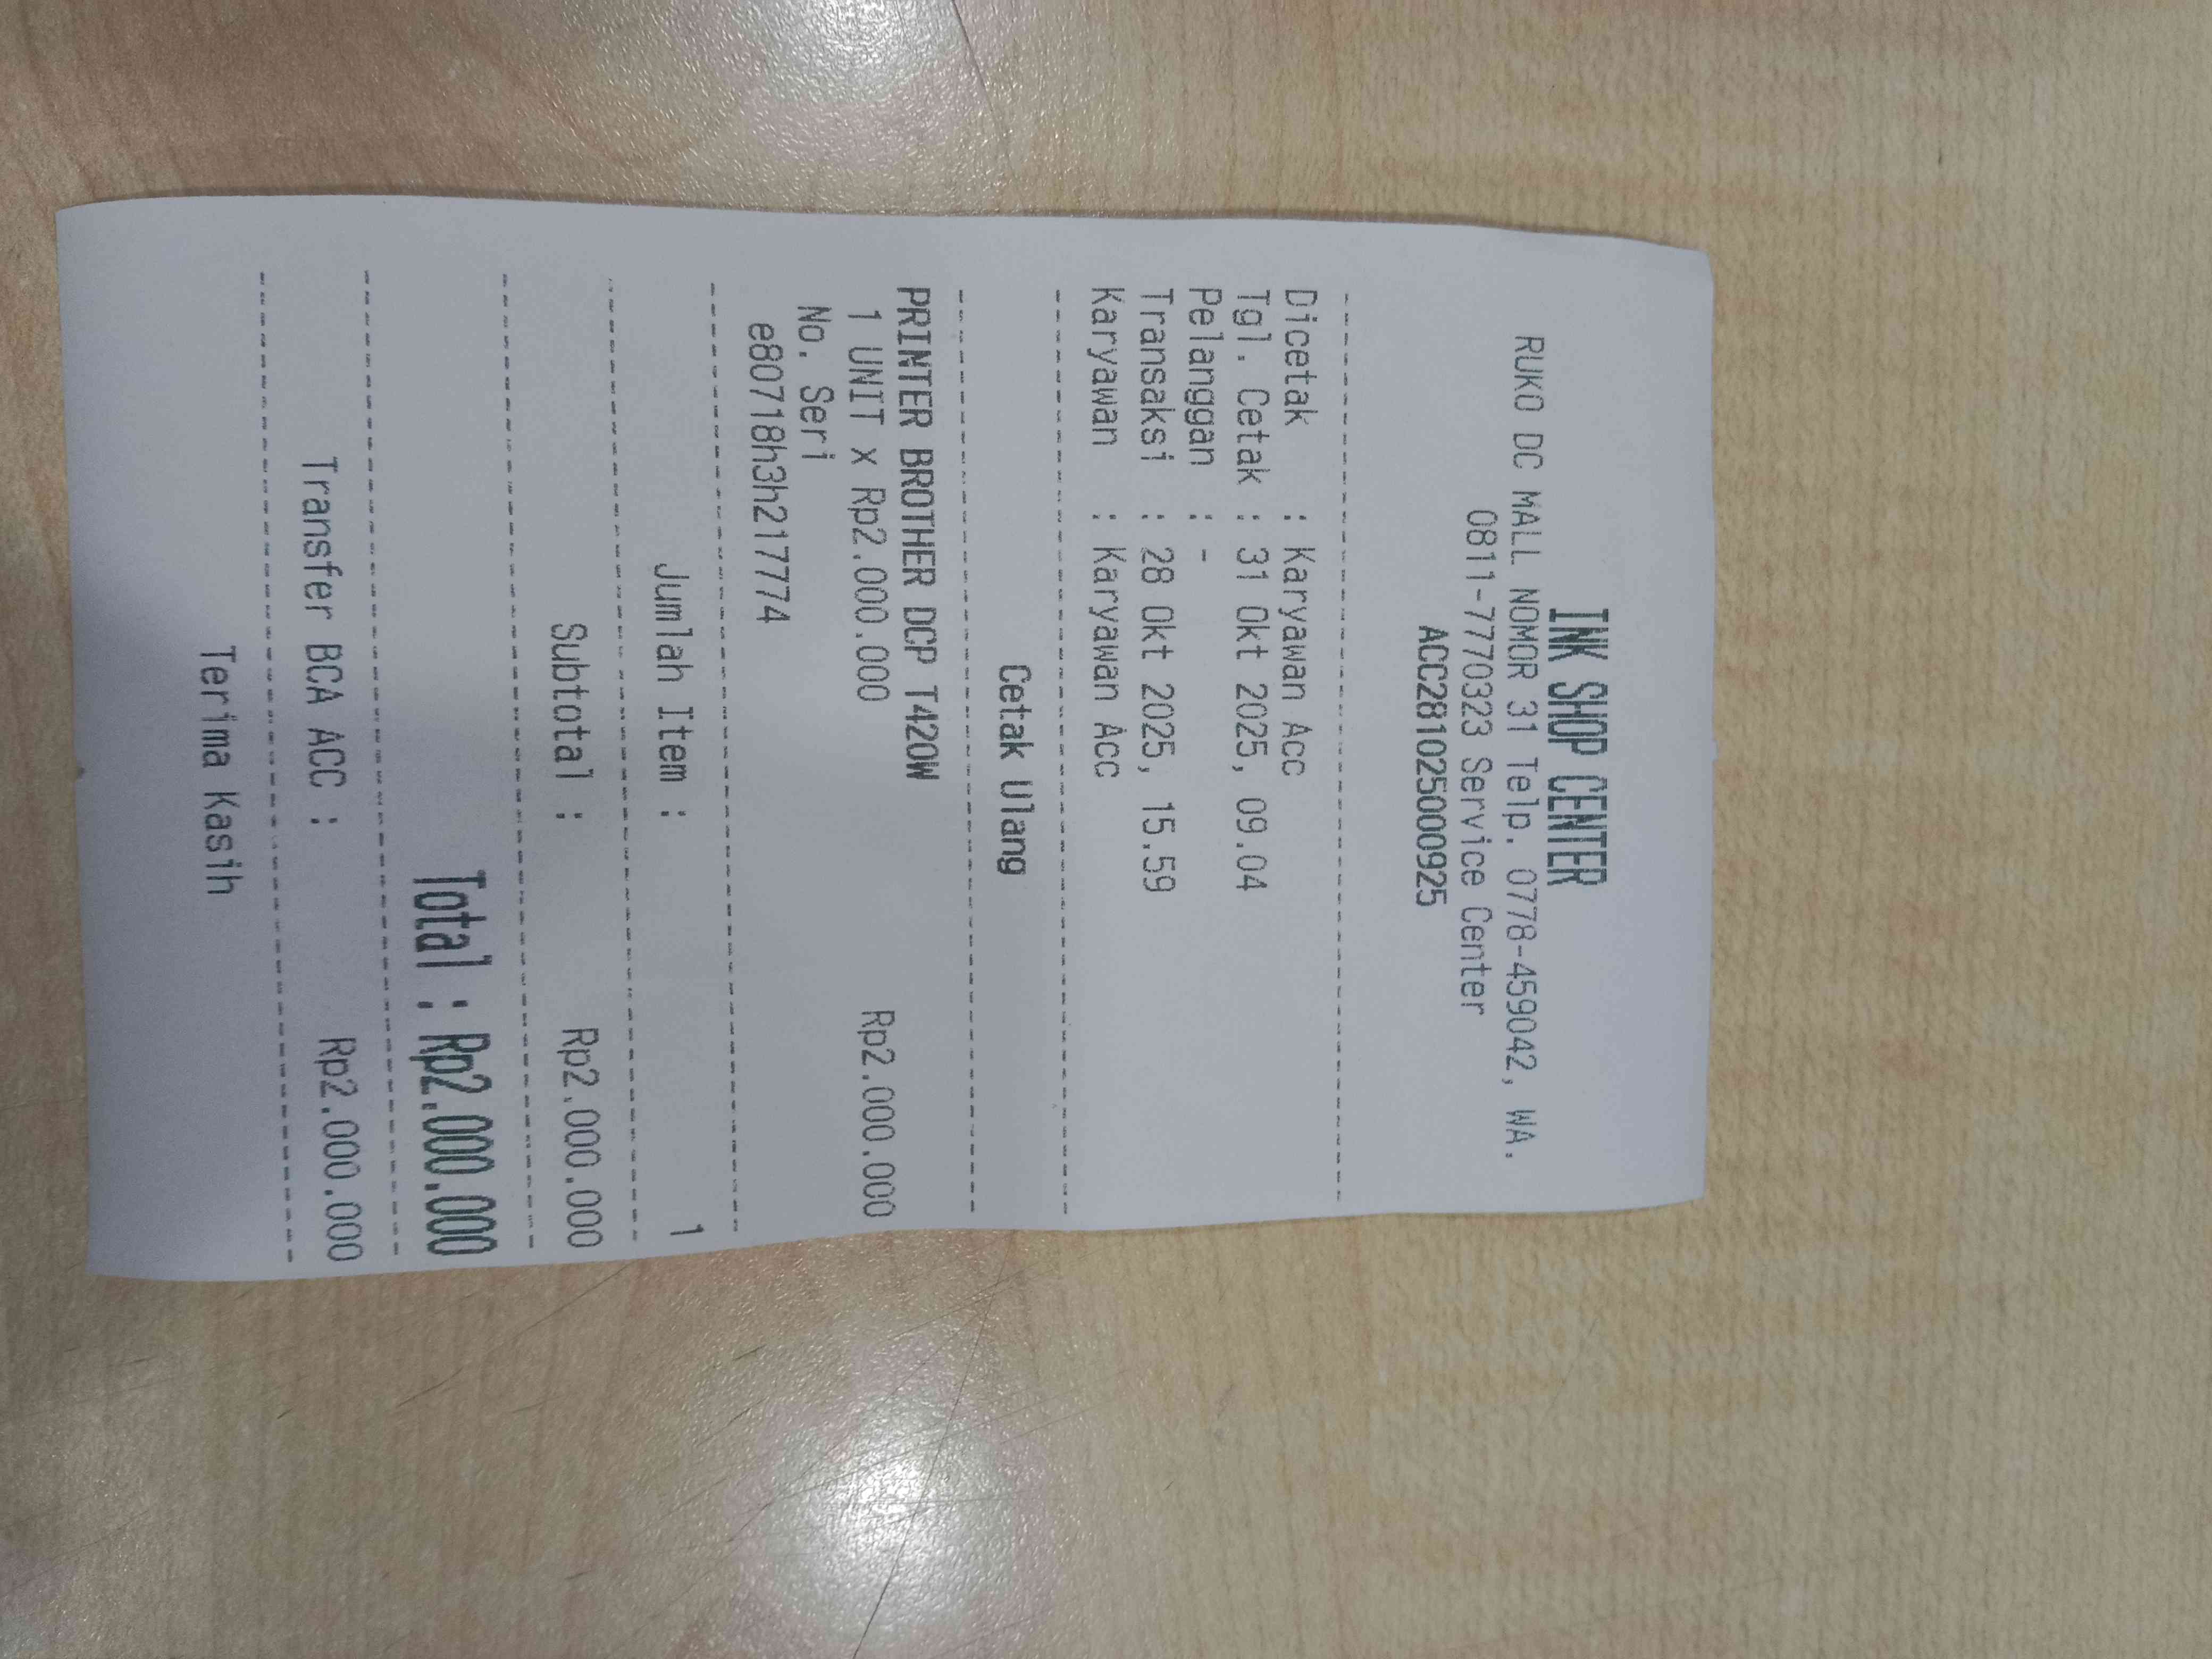 INK SHOP CENTER
RUKO DC MALL NOMOR 31 Telp. 0778-459042, WA.
0811-7770323 Service Center
ACC281025000925
Dicetak : Karyawan Acc
Tgl. Cetak : 31 Okt 2025, 09.04
Pelanggan : -
Transaksi : 28 Okt 2025, 15.59
Karyawan : Karyawan Acc
Cetak Ulang
PRINTER BROTHER DCP T420W
1 UNIT x Rp2.000.000 Rp2.000.000
No. Seri
e80718h3h217774
Jumlah Item : 1
Subtotal : Rp2.000.000
Total : Rp2.000.000
Transfer BCA ACC : Rp2.000.000
Terima Kasih